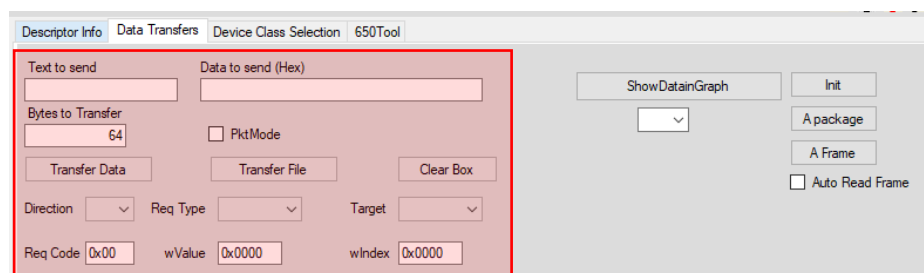 Descriptor Info Data Transfers Device Class Selection 650Tool
Text to send Data to send (Hex)
ShowDatainGraph Init
Bytes to Transfer
64 PktMode A package
Transfer Data Transfer File Clear Box A Frame
Auto Read Frame
Direction Req Type Target
Req Code 0x00 wValue 0x0000 wIndex 0x0000